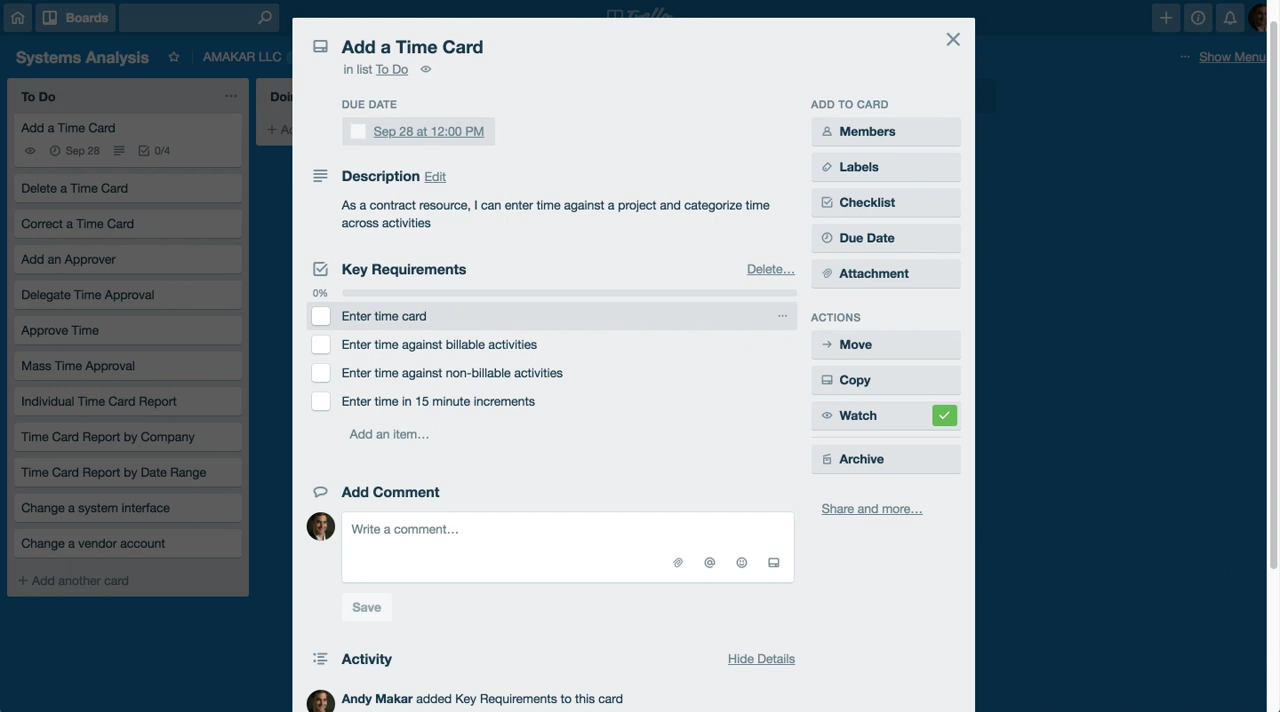 Boards
Trello
Systems Analysis
AMAKAR LLC
Show Menu
To Do
Add a Time Card
Sep 28
0/4
Delete a Time Card
Correct a Time Card
Add an Approver
Delegate Time Approval
Approve Time
Mass Time Approval
Individual Time Card Report
Time Card Report by Company
Time Card Report by Date Range
Change a system interface
Change a vendor account
+ Add another card
Add a Time Card
in list To Do
DUE DATE
Sep 28 at 12:00 PM
Description Edit
As a contract resource, I can enter time against a project and categorize time
across activities
Key Requirements
Delete…
0%
Enter time card
Enter time against billable activities
Enter time against non-billable activities
Enter time in 15 minute increments
Add an item…
Add Comment
Write a comment…
Save
Activity
Hide Details
Andy Makar added Key Requirements to this card
ADD TO CARD
Members
Labels
Checklist
Due Date
Attachment
ACTIONS
Move
Copy
Watch
Archive
Share and more…